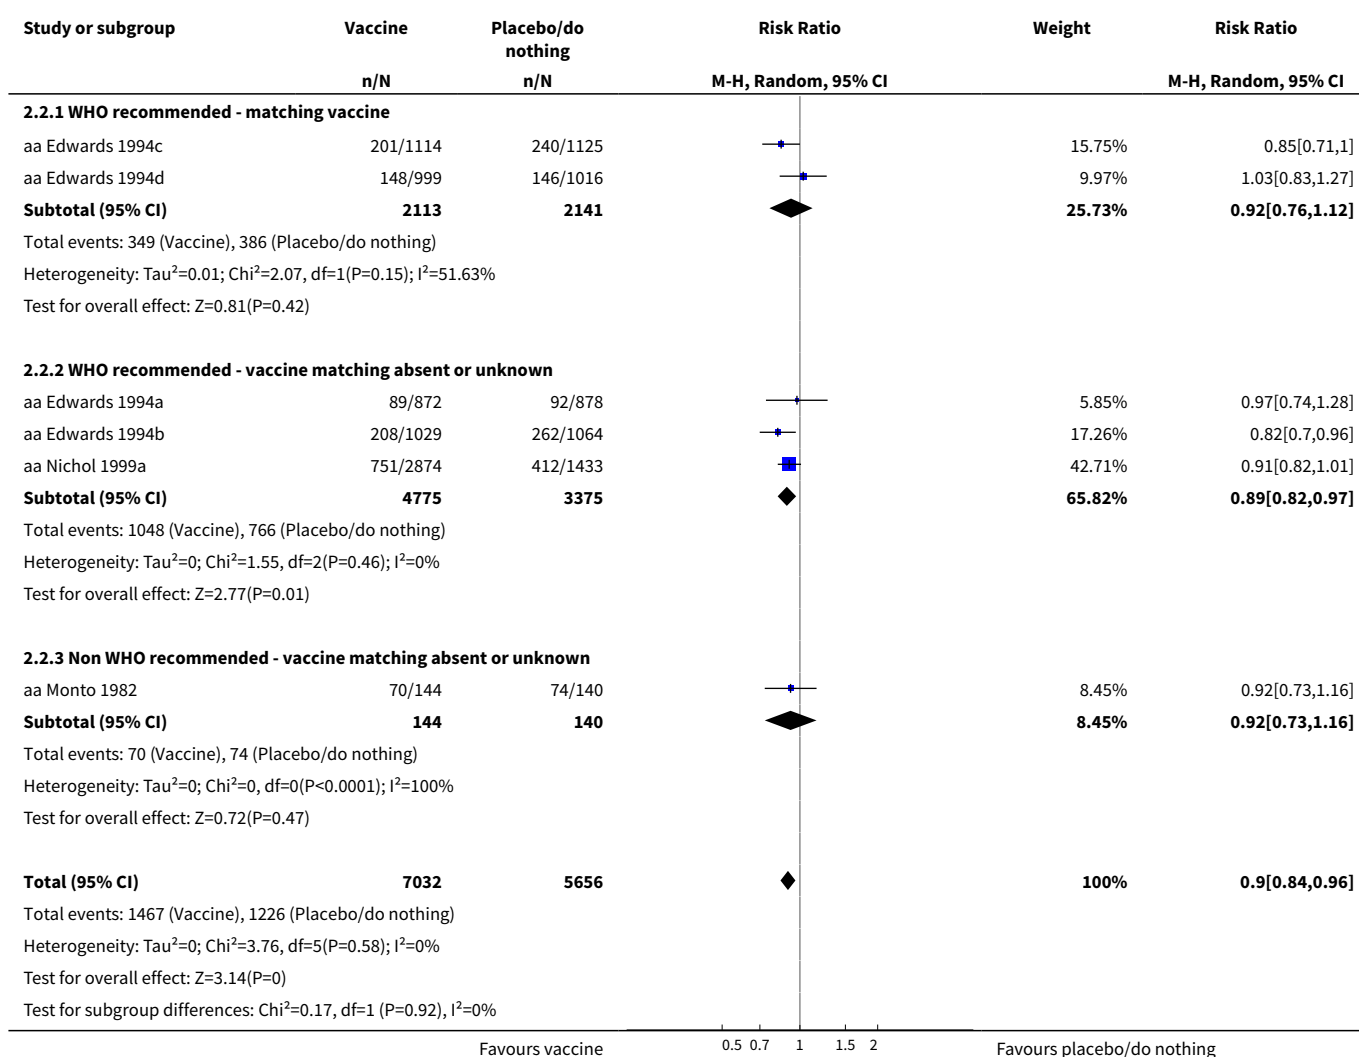 Study or subgroup Vaccine Placebo/do nothing Risk Ratio Weight Risk Ratio
n/N n/N M-H, Random, 95% CI M-H, Random, 95% CI
2.2.1 WHO recommended - matching vaccine
aa Edwards 1994c 201/1114 240/1125 15.75% 0.85[0.71,1]
aa Edwards 1994d 148/999 146/1016 9.97% 1.03[0.83,1.27]
Subtotal (95% CI) 2113 2141 25.73% 0.92[0.76,1.12]
Total events: 349 (Vaccine), 386 (Placebo/do nothing)
Heterogeneity: Tau²=0.01; Chi²=2.07, df=1(P=0.15); I²=51.63%
Test for overall effect: Z=0.81(P=0.42)
2.2.2 WHO recommended - vaccine matching absent or unknown
aa Edwards 1994a 89/872 92/878 5.85% 0.97[0.74,1.28]
aa Edwards 1994b 208/1029 262/1064 17.26% 0.82[0.7,0.96]
aa Nichol 1999a 751/2874 412/1433 42.71% 0.91[0.82,1.01]
Subtotal (95% CI) 4775 3375 65.82% 0.89[0.82,0.97]
Total events: 1048 (Vaccine), 766 (Placebo/do nothing)
Heterogeneity: Tau²=0; Chi²=1.55, df=2(P=0.46); I²=0%
Test for overall effect: Z=2.77(P=0.01)
2.2.3 Non WHO recommended - vaccine matching absent or unknown
aa Monto 1982 70/144 74/140 8.45% 0.92[0.73,1.16]
Subtotal (95% CI) 144 140 8.45% 0.92[0.73,1.16]
Total events: 70 (Vaccine), 74 (Placebo/do nothing)
Heterogeneity: Tau²=0; Chi²=0, df=0(P<0.0001); I²=100%
Test for overall effect: Z=0.72(P=0.47)
Total (95% CI) 7032 5656 100% 0.9[0.84,0.96]
Total events: 1467 (Vaccine), 1226 (Placebo/do nothing)
Heterogeneity: Tau²=0; Chi²=3.76, df=5(P=0.58); I²=0%
Test for overall effect: Z=3.14(P=0)
Test for subgroup differences: Chi²=0.17, df=1 (P=0.92), I²=0%
Favours vaccine 0.5 0.7 1 1.5 2 Favours placebo/do nothing